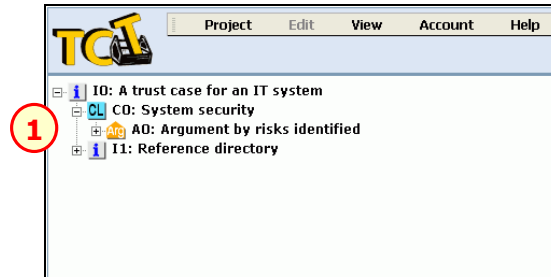 TCT
Project Edit View Account Help
i I0: A trust case for an IT system
CL C0: System security
1
Arg A0: Argument by risks identified
i I1: Reference directory